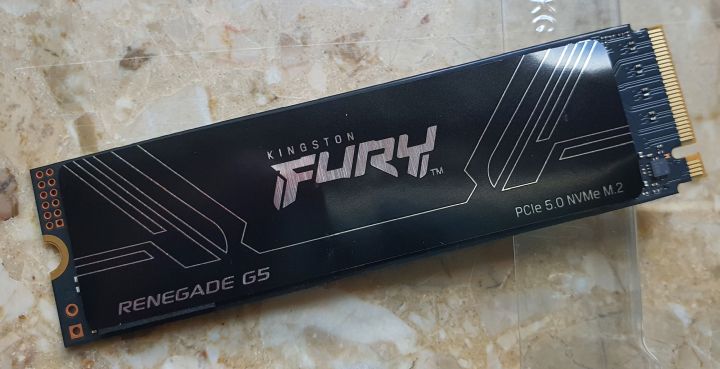 KINGSTON
FURY™
PCIe 5.0 NVMe M.2
RENEGADE G5